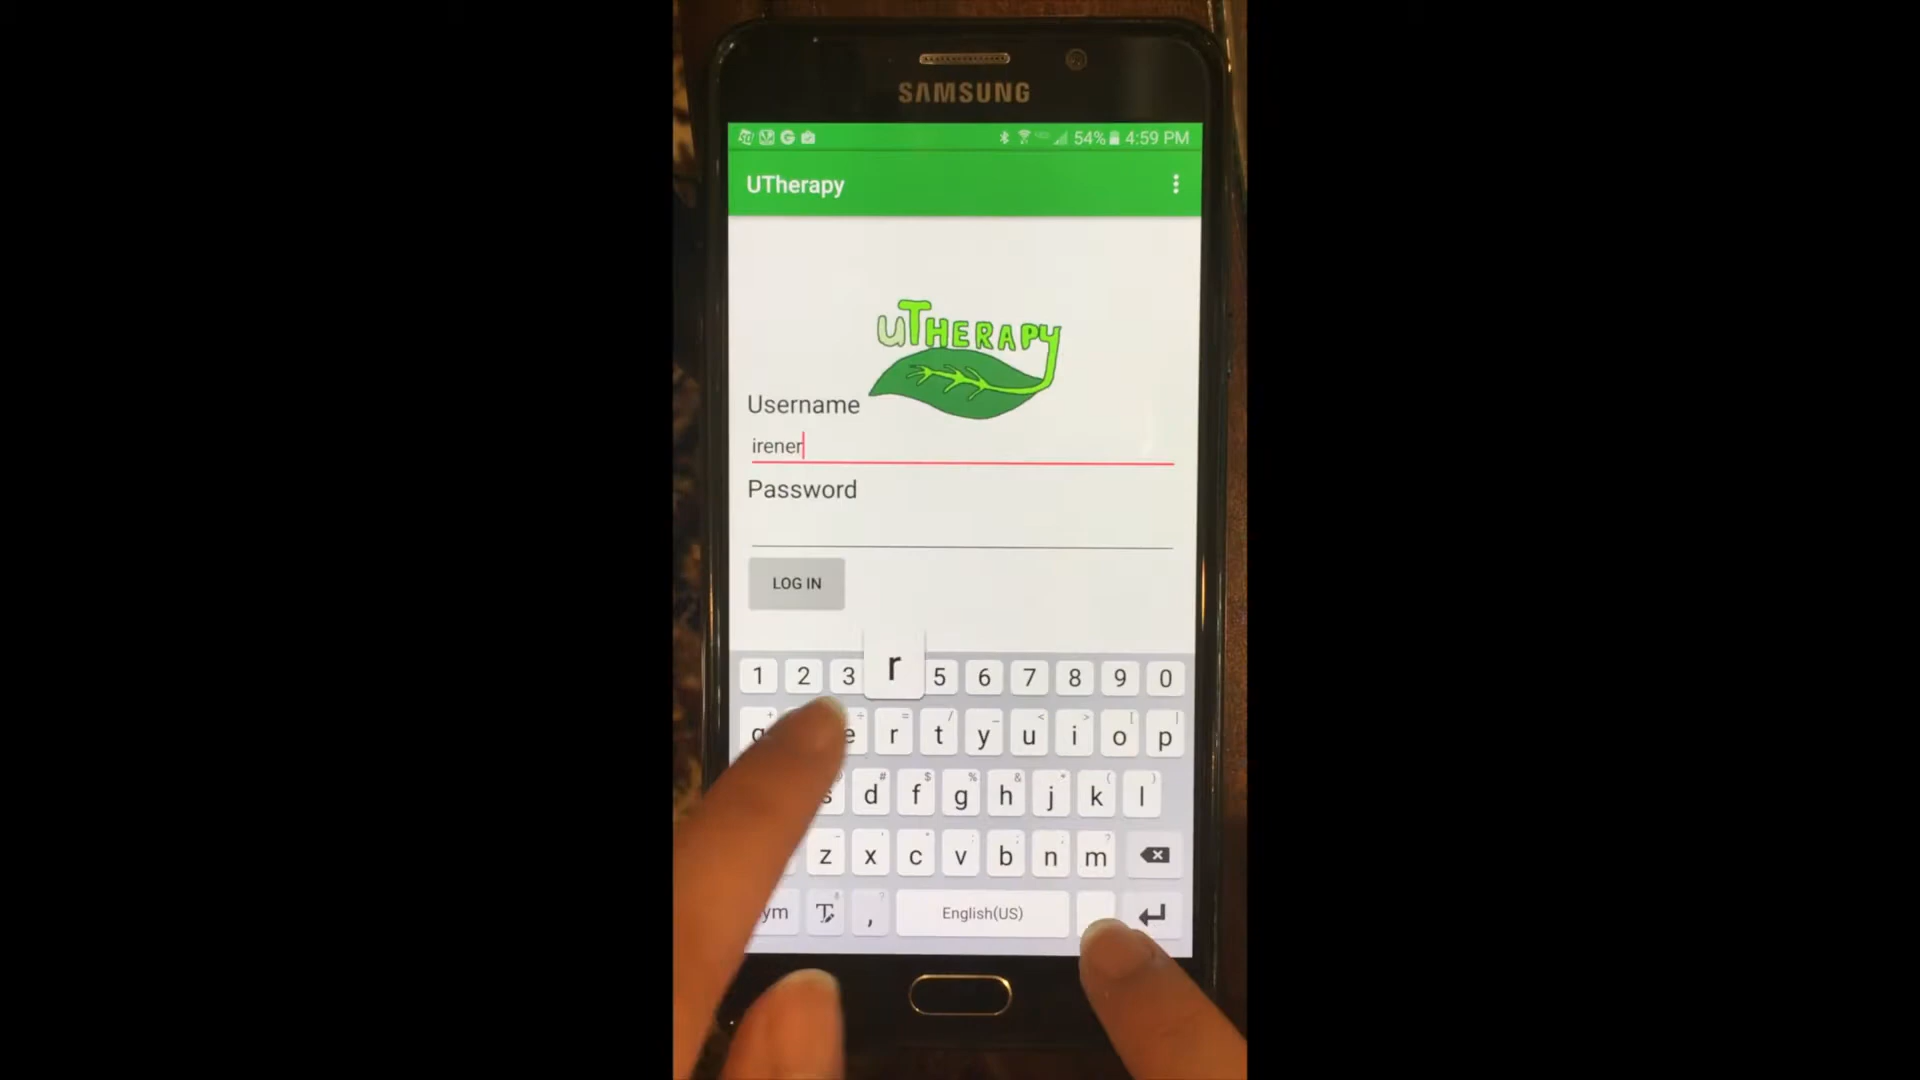 SAMSUNG
54% 4:59 PM
UTherapy
uTHERAPy
Username
irener
Password
LOG IN
r
1 2 3 5 6 7 8 9 0
q e r t y u i o p
s d f g h j k l
z x c v b n m
ym , English(US)